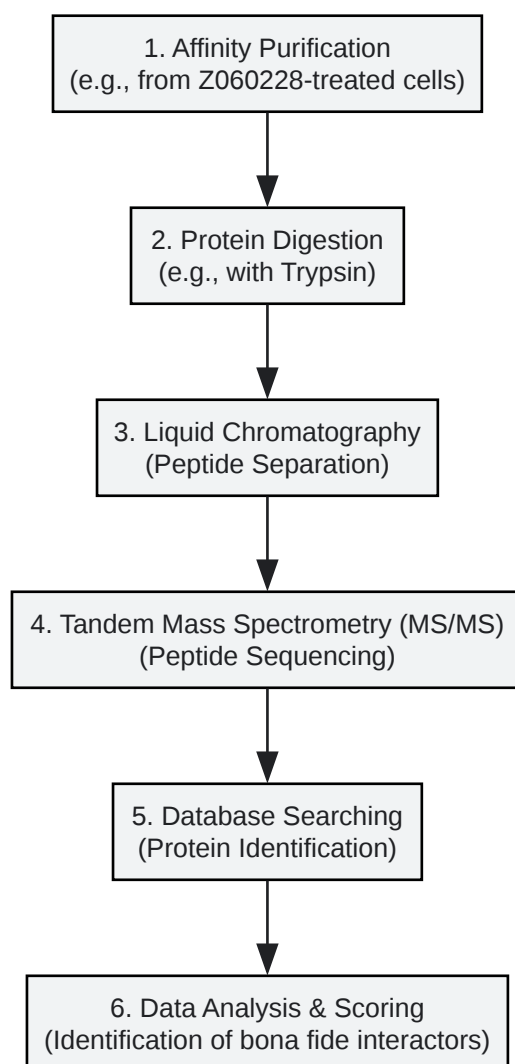 1. Affinity Purification
(e.g., from Z060228-treated cells)
2. Protein Digestion
(e.g., with Trypsin)
3. Liquid Chromatography
(Peptide Separation)
4. Tandem Mass Spectrometry (MS/MS)
(Peptide Sequencing)
5. Database Searching
(Protein Identification)
6. Data Analysis & Scoring
(Identification of bona fide interactors)